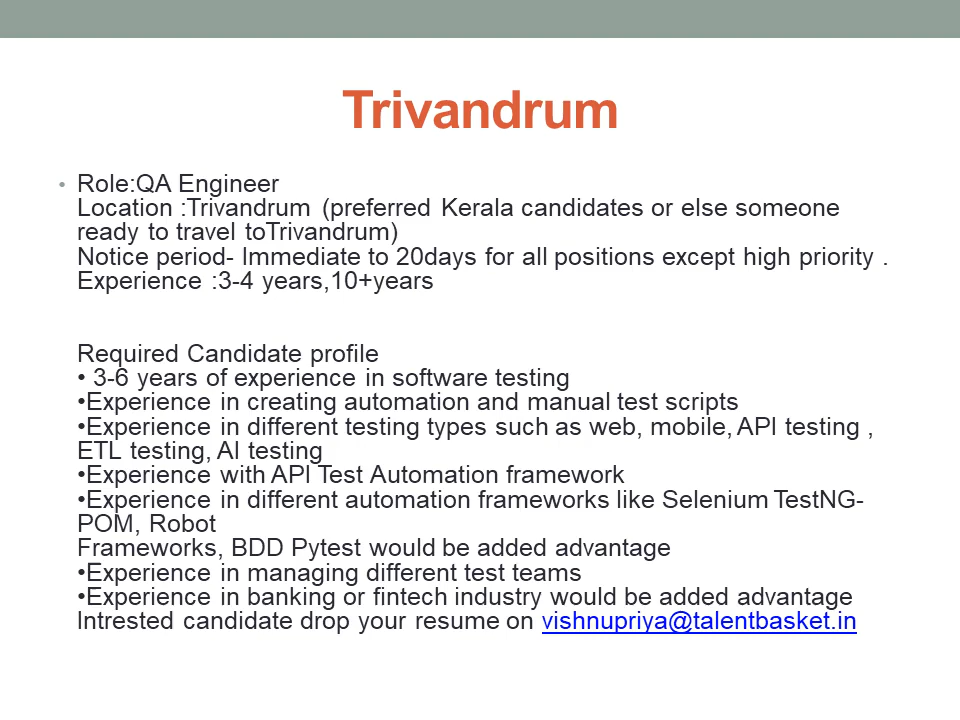 Trivandrum
• Role:QA Engineer
Location :Trivandrum (preferred Kerala candidates or else someone
ready to travel toTrivandrum)
Notice period- Immediate to 20days for all positions except high priority .
Experience :3-4 years,10+years
Required Candidate profile
• 3-6 years of experience in software testing
•Experience in creating automation and manual test scripts
•Experience in different testing types such as web, mobile, API testing ,
ETL testing, AI testing
•Experience with API Test Automation framework
•Experience in different automation frameworks like Selenium TestNG-
POM, Robot
Frameworks, BDD Pytest would be added advantage
•Experience in managing different test teams
•Experience in banking or fintech industry would be added advantage
Intrested candidate drop your resume on vishnupriya@talentbasket.in